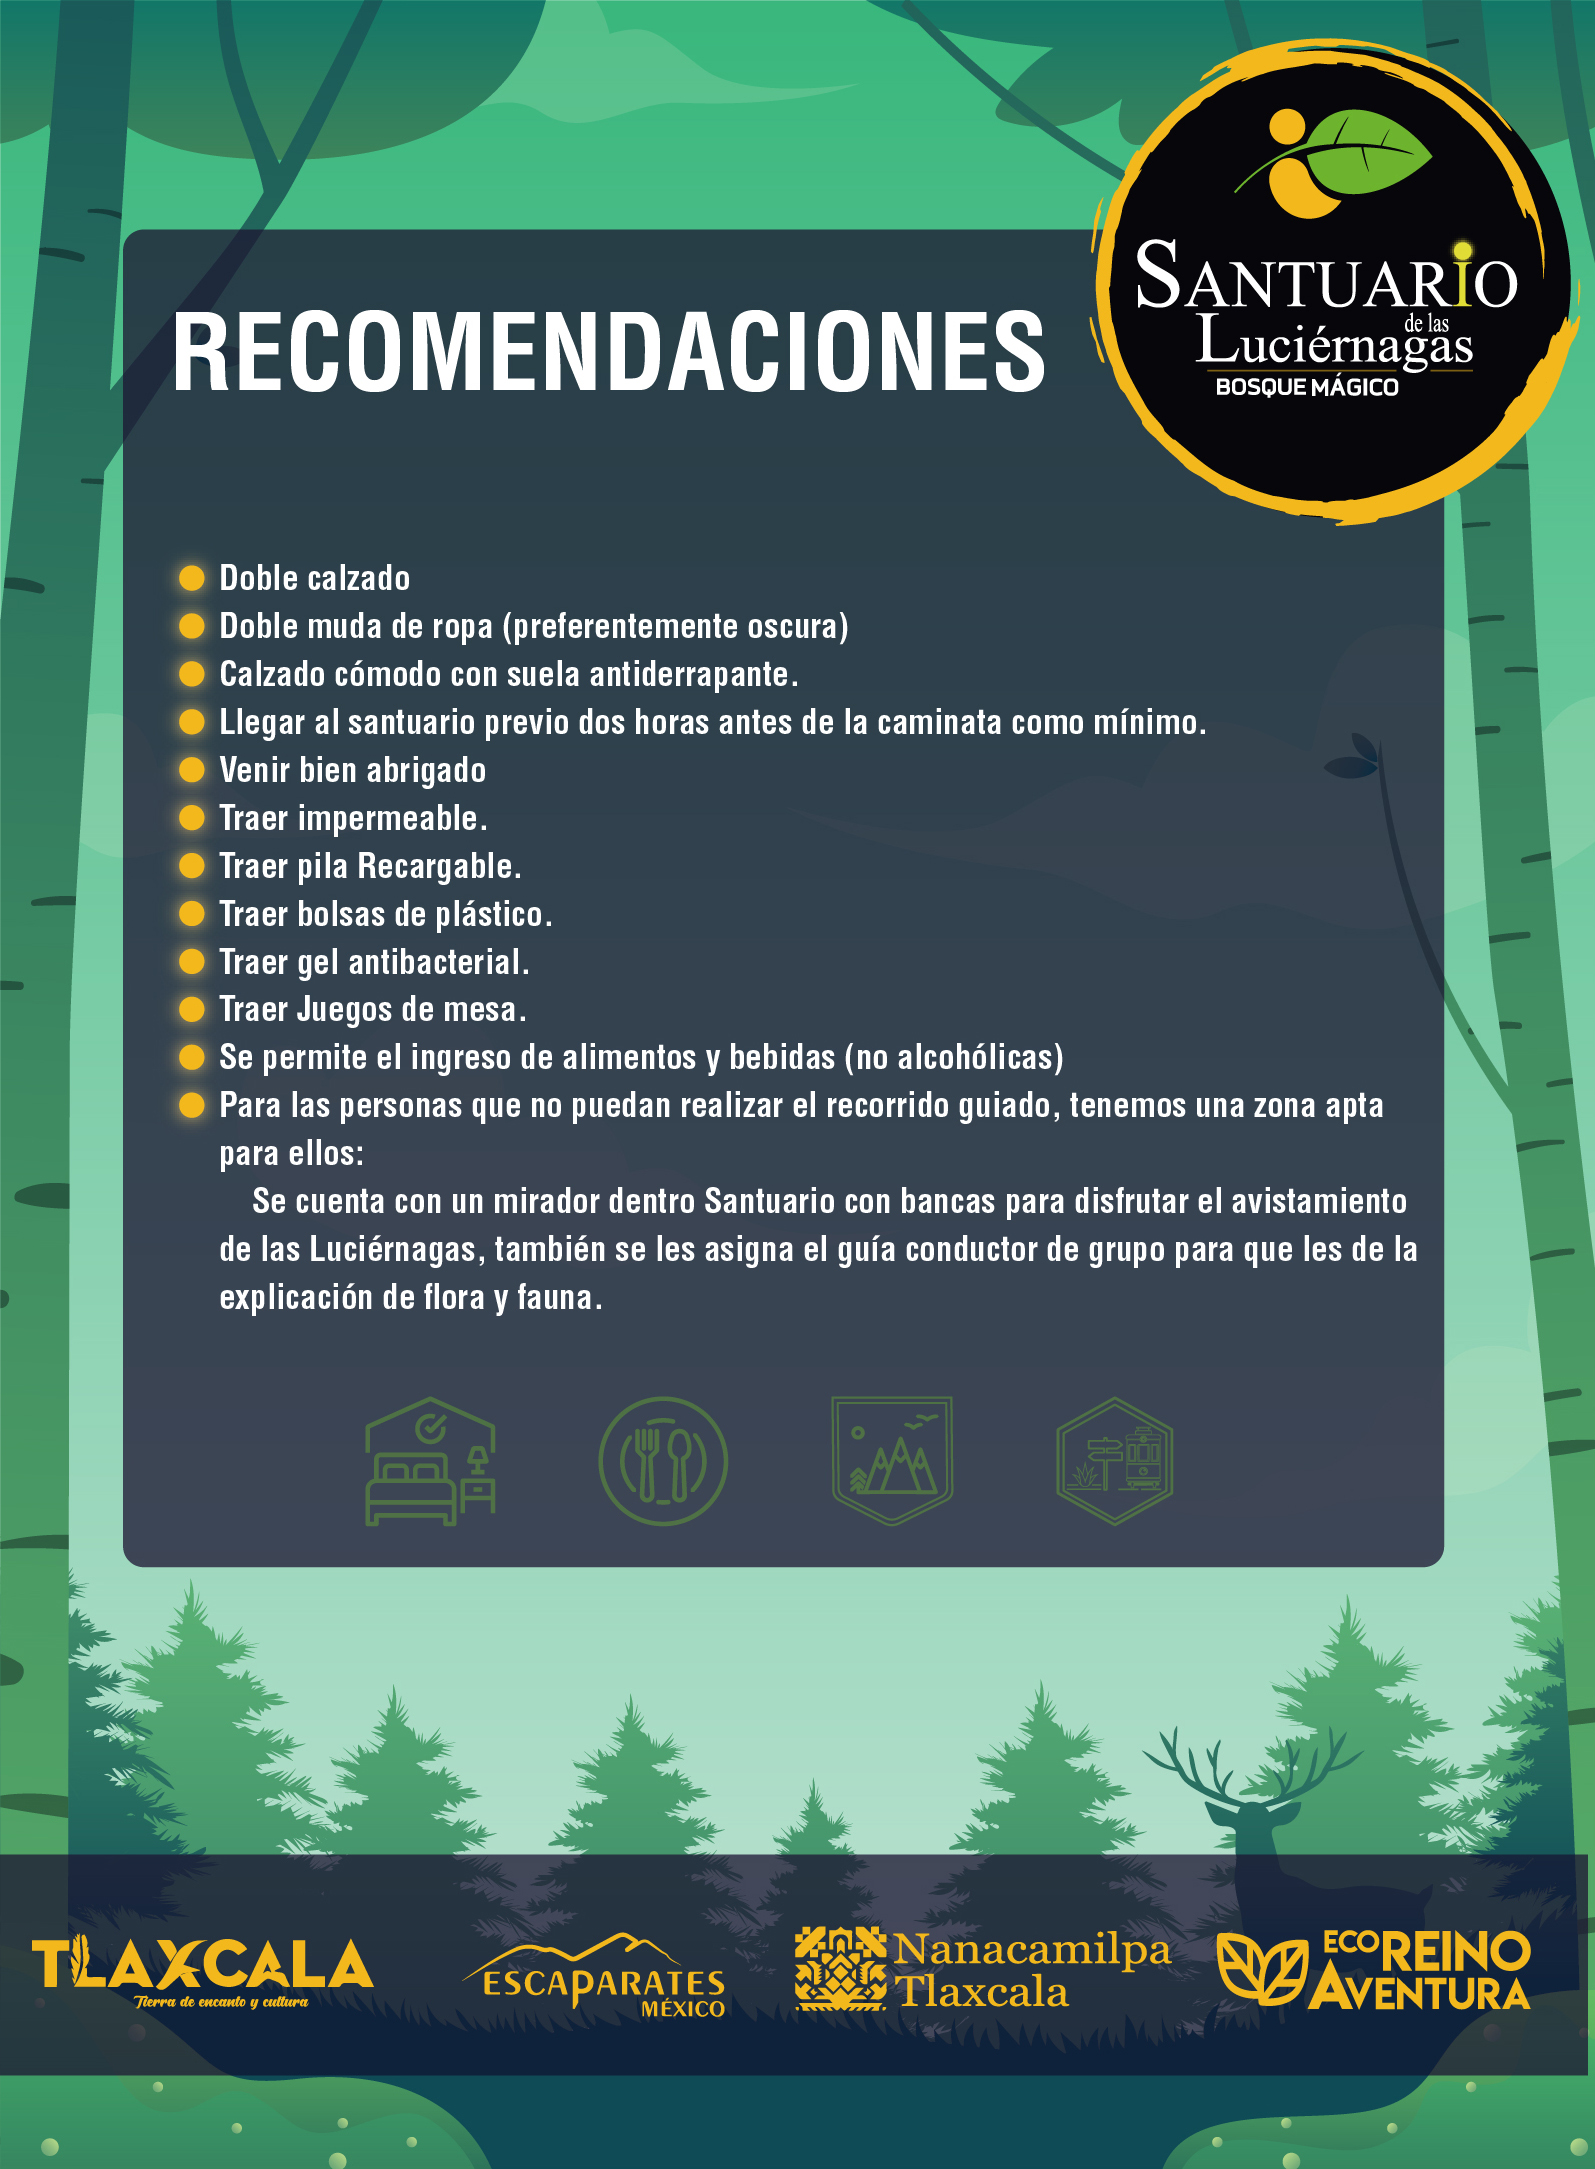 SANTUARIO
de las
Luciérnagas
BOSQUE MÁGICO
RECOMENDACIONES
Doble calzado
Doble muda de ropa (preferentemente oscura)
Calzado cómodo con suela antiderrapante.
Llegar al santuario previo dos horas antes de la caminata como mínimo.
Venir bien abrigado
Traer impermeable.
Traer pila Recargable.
Traer bolsas de plástico.
Traer gel antibacterial.
Traer Juegos de mesa.
Se permite el ingreso de alimentos y bebidas (no alcohólicas)
Para las personas que no puedan realizar el recorrido guiado, tenemos una zona apta
para ellos:
Se cuenta con un mirador dentro Santuario con bancas para disfrutar el avistamiento
de las Luciérnagas, también se les asigna el guía conductor de grupo para que les de la
explicación de flora y fauna.
TLAXCALA
Tierra de encanto y cultura
ESCAPARATES
MÉXICO
Nanacamilpa
Tlaxcala
ECO REINO
AVENTURA